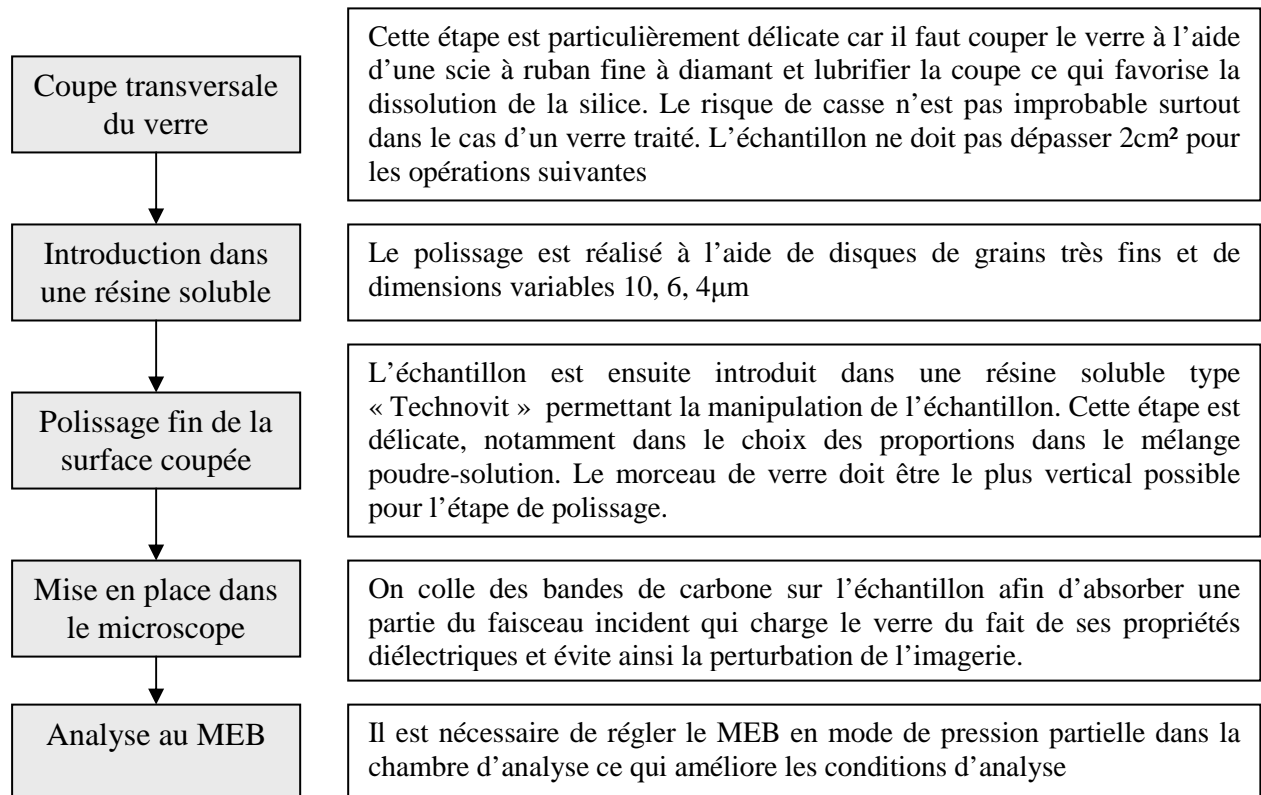 Coupe transversale
du verre
Cette étape est particulièrement délicate car il faut couper le verre à l’aide
d’une scie à ruban fine à diamant et lubrifier la coupe ce qui favorise la
dissolution de la silice. Le risque de casse n’est pas improbable surtout
dans le cas d’un verre traité. L’échantillon ne doit pas dépasser 2cm² pour
les opérations suivantes
Introduction dans
une résine soluble
Le polissage est réalisé à l’aide de disques de grains très fins et de
dimensions variables 10, 6, 4μm
Polissage fin de la
surface coupée
L’échantillon est ensuite introduit dans une résine soluble type
« Technovit » permettant la manipulation de l’échantillon. Cette étape est
délicate, notamment dans le choix des proportions dans le mélange
poudre-solution. Le morceau de verre doit être le plus vertical possible
pour l’étape de polissage.
Mise en place dans
le microscope
On colle des bandes de carbone sur l’échantillon afin d’absorber une
partie du faisceau incident qui charge le verre du fait de ses propriétés
diélectriques et évite ainsi la perturbation de l’imagerie.
Analyse au MEB
Il est nécessaire de régler le MEB en mode de pression partielle dans la
chambre d’analyse ce qui améliore les conditions d’analyse